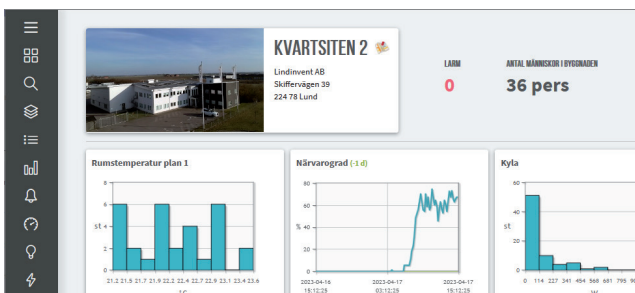 KVARTSITEN 2
Lindinvent AB
Skiffervägen 39
224 78 Lund
LARM
0
ANTAL MÄNNISKOR I BYGGNADEN
36 pers
Rumstemperatur plan 1
8
6
4
2
0
st
21.2 21.5 21.7 21.9 22.2 22.4 22.7 22.9 23.1 23.4 23.6
Närvarograd (-1 d)
80
60
40
20
0
2023-04-16 2023-04-17 2023-04-17
15:12:25 03:12:25 15:12:25
Kyla
60
40
20
0
st
0 114 227 341 454 568 681 795